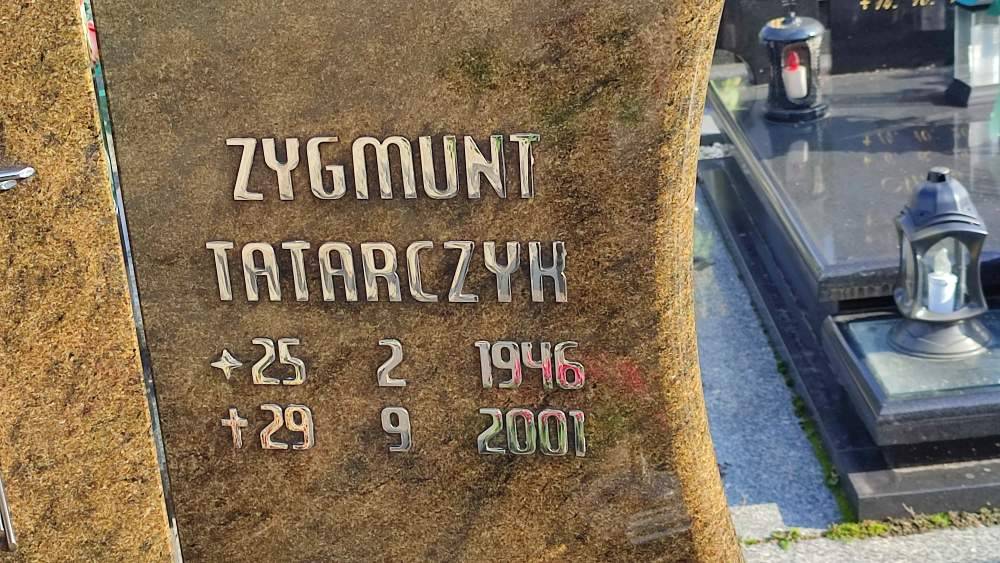 ZYGMUNT
TATARCZYK
25 2 1946
29 9 2001